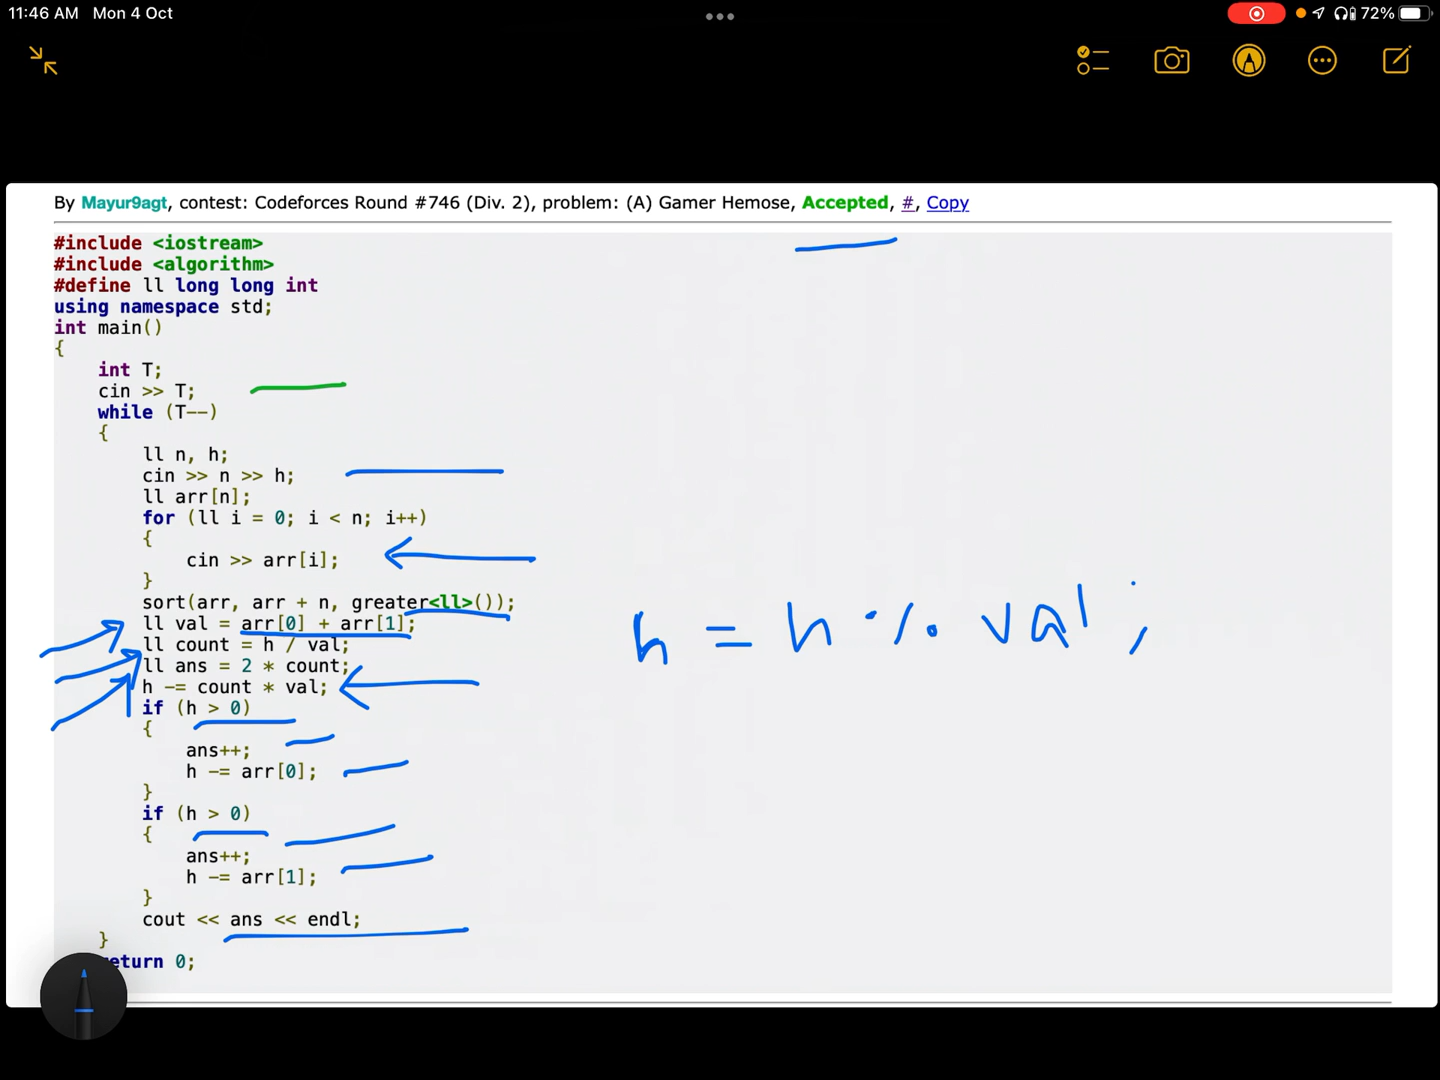 11:46 AM Mon 4 Oct
72%
By Mayur9agt, contest: Codeforces Round #746 (Div. 2), problem: (A) Gamer Hemose, Accepted, #, Copy
#include <iostream>
#include <algorithm>
#define ll long long int
using namespace std;
int main()
{
    int T;
    cin >> T;
    while (T--)
    {
        ll n, h;
        cin >> n >> h;
        ll arr[n];
        for (ll i = 0; i < n; i++)
        {
            cin >> arr[i];
        }
        sort(arr, arr + n, greater<ll>());
        ll val = arr[0] + arr[1];
        ll count = h / val;
        ll ans = 2 * count;
        h -= count * val;
        if (h > 0)
        {
            ans++;
            h -= arr[0];
        }
        if (h > 0)
        {
            ans++;
            h -= arr[1];
        }
        cout << ans << endl;
    }
    return 0;
h = h % val ;